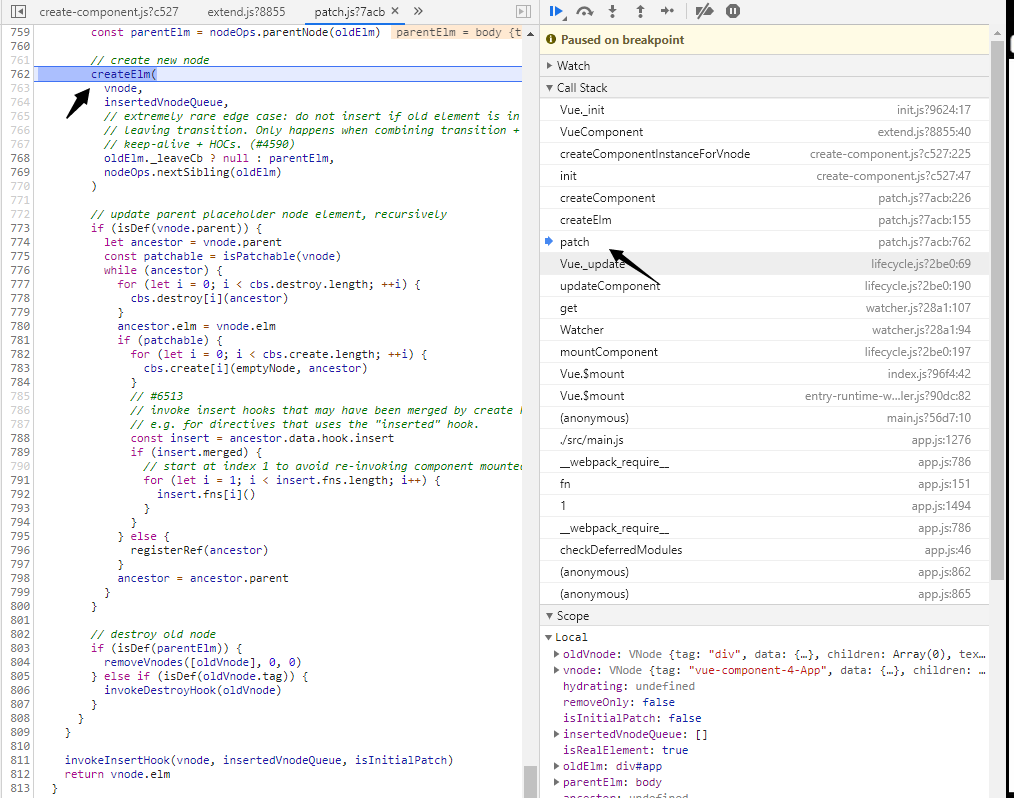 create-component.js?c527 extend.js?8855 patch.js?7acb × »
759 const parentElm = nodeOps.parentNode(oldElm) parentElm = body {t
760
761 // create new node
762 createElm(
763 vnode,
764 insertedVnodeQueue,
765 // extremely rare edge case: do not insert if old element is in
766 // leaving transition. Only happens when combining transition +
767 // keep-alive + HOCs. (#4590)
768 oldElm._leaveCb ? null : parentElm,
769 nodeOps.nextSibling(oldElm)
770 )
771
772 // update parent placeholder node element, recursively
773 if (isDef(vnode.parent)) {
774 let ancestor = vnode.parent
775 const patchable = isPatchable(vnode)
776 while (ancestor) {
777 for (let i = 0; i < cbs.destroy.length; ++i) {
778 cbs.destroy[i](ancestor)
779 }
780 ancestor.elm = vnode.elm
781 if (patchable) {
782 for (let i = 0; i < cbs.create.length; ++i) {
783 cbs.create[i](emptyNode, ancestor)
784 }
785 // #6513
786 // invoke insert hooks that may have been merged by create
787 // e.g. for directives that uses the "inserted" hook.
788 const insert = ancestor.data.hook.insert
789 if (insert.merged) {
790 // start at index 1 to avoid re-invoking component mounted
791 for (let i = 1; i < insert.fns.length; i++) {
792 insert.fns[i]()
793 }
794 }
795 } else {
796 registerRef(ancestor)
797 }
798 ancestor = ancestor.parent
799 }
800 }
801
802 // destroy old node
803 if (isDef(parentElm)) {
804 removeVnodes([oldVnode], 0, 0)
805 } else if (isDef(oldVnode.tag)) {
806 invokeDestroyHook(oldVnode)
807 }
808 }
809 }
810
811 invokeInsertHook(vnode, insertedVnodeQueue, isInitialPatch)
812 return vnode.elm
813 }
Paused on breakpoint
Watch
Call Stack
Vue._init init.js?9624:17
VueComponent extend.js?8855:40
createComponentInstanceForVnode create-component.js?c527:225
init create-component.js?c527:47
createComponent patch.js?7acb:226
createElm patch.js?7acb:155
patch patch.js?7acb:762
Vue._update lifecycle.js?2be0:69
updateComponent lifecycle.js?2be0:190
get watcher.js?28a1:107
Watcher watcher.js?28a1:94
mountComponent lifecycle.js?2be0:197
Vue.$mount index.js?96f4:42
Vue.$mount entry-runtime-w…ler.js?90dc:82
(anonymous) main.js?56d7:10
./src/main.js app.js:1276
__webpack_require__ app.js:786
fn app.js:151
1 app.js:1494
__webpack_require__ app.js:786
checkDeferredModules app.js:46
(anonymous) app.js:862
(anonymous) app.js:865
Scope
Local
oldVnode: VNode {tag: "div", data: {…}, children: Array(0), tex…
vnode: VNode {tag: "vue-component-4-App", data: {…}, children: …
hydrating: undefined
removeOnly: false
isInitialPatch: false
insertedVnodeQueue: []
isRealElement: true
oldElm: div#app
parentElm: body
ancestor: undefined